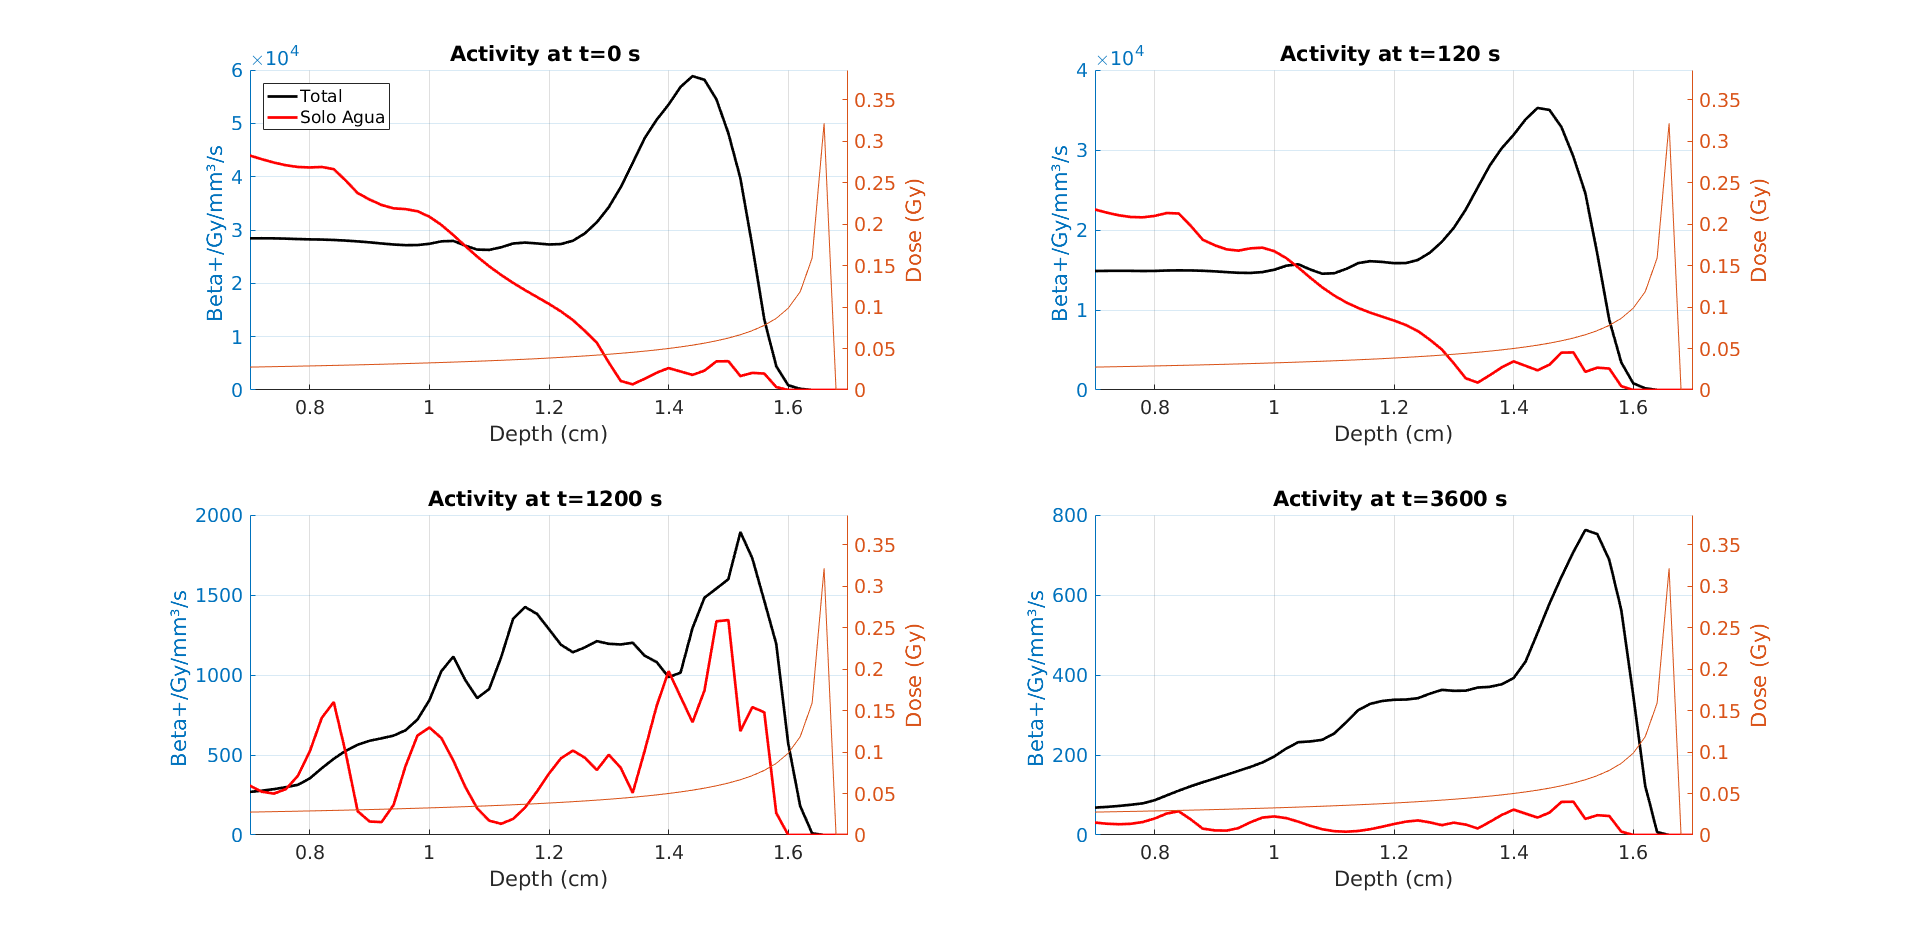 Activity at t=0 s
×10⁴
Total
Solo Agua
6
5
4
3
2
1
0
Beta+/Gy/mm³/s
0.35
0.3
0.25
0.2
0.15
0.1
0.05
0
Dose (Gy)
0.8 1 1.2 1.4 1.6
Depth (cm)
Activity at t=120 s
×10⁴
4
3
2
1
0
Beta+/Gy/mm³/s
0.35
0.3
0.25
0.2
0.15
0.1
0.05
0
Dose (Gy)
0.8 1 1.2 1.4 1.6
Depth (cm)
Activity at t=1200 s
2000
1500
1000
500
0
Beta+/Gy/mm³/s
0.35
0.3
0.25
0.2
0.15
0.1
0.05
0
Dose (Gy)
0.8 1 1.2 1.4 1.6
Depth (cm)
Activity at t=3600 s
800
600
400
200
0
Beta+/Gy/mm³/s
0.35
0.3
0.25
0.2
0.15
0.1
0.05
0
Dose (Gy)
0.8 1 1.2 1.4 1.6
Depth (cm)